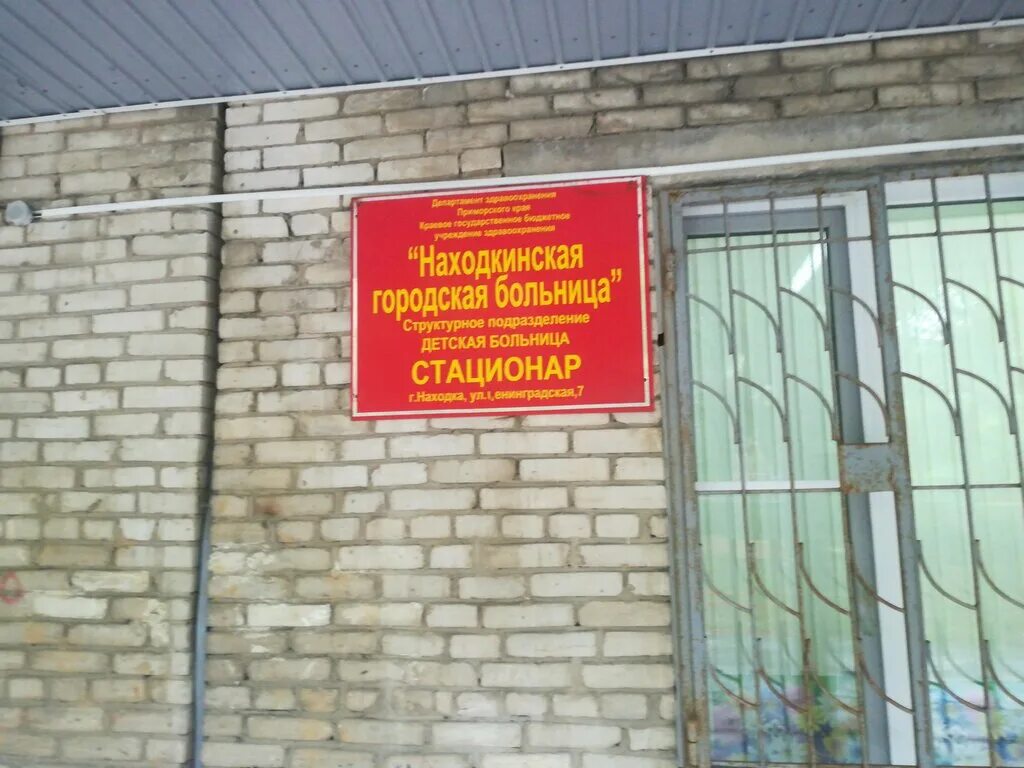 Департамент здравоохранения
Приморского края
Краевое государственное бюджетное
учреждение здравоохранения
"Находкинская
городская больница"
Структурное подразделение
ДЕТСКАЯ БОЛЬНИЦА
СТАЦИОНАР
г.Находка, ул.Ленинградская,7